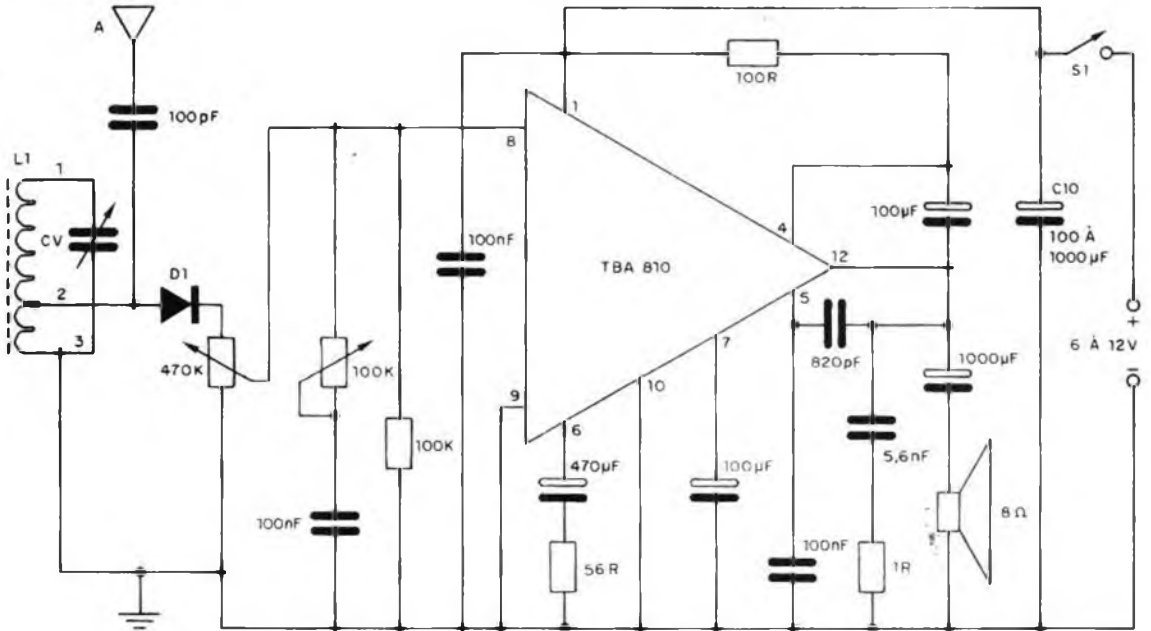 A
100pF
L1
1
CV
2
3
D1
470K
100K
100nF
100K
100nF
8
9
1
TBA 810
4
12
5
7
10
6
100R
100µF
820pF
470µF
56R
100µF
100nF
5,6nF
1R
1000µF
8Ω
C10
100 À
1000µF
S1
+
6 À 12V
−